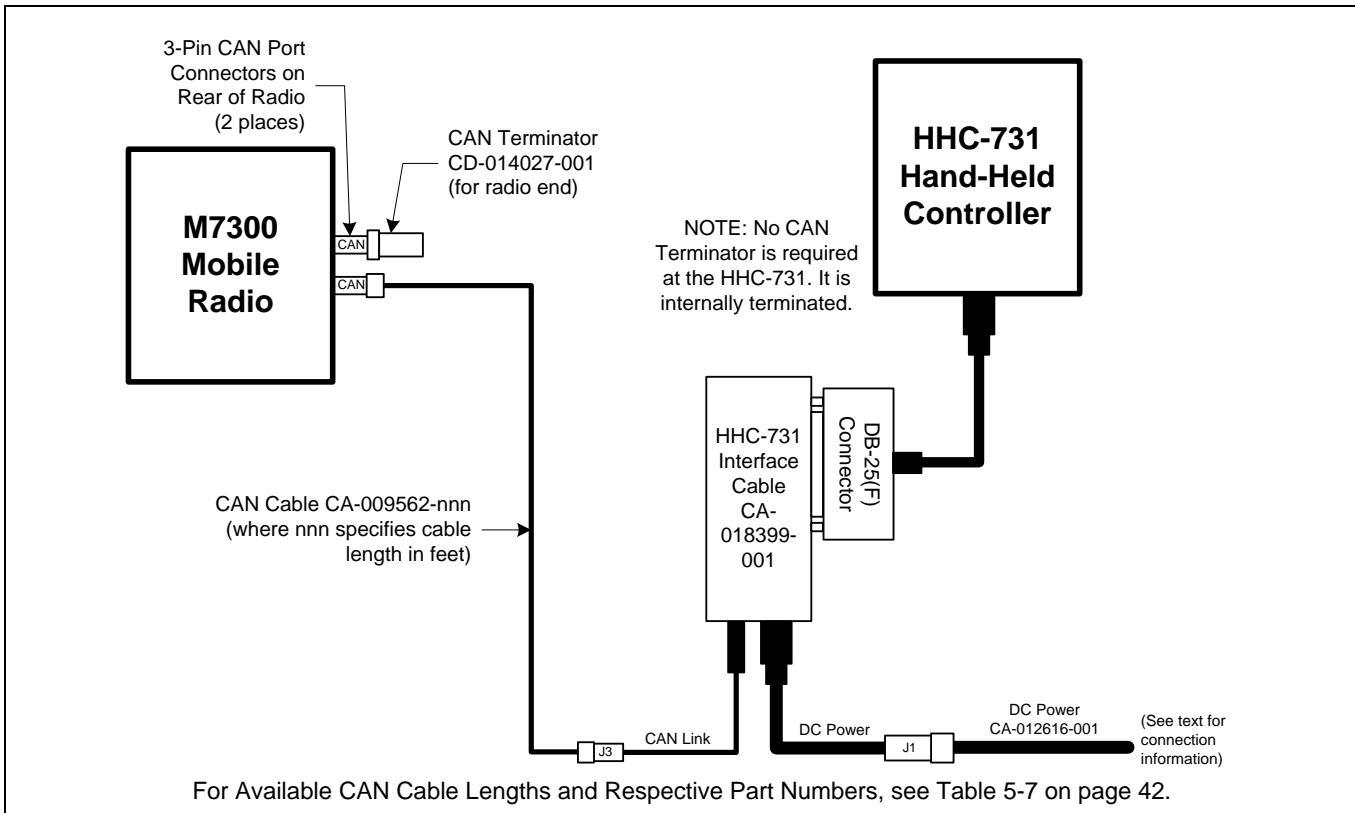 3-Pin CAN Port
Connectors on
Rear of Radio
(2 places)
CAN Terminator
CD-014027-001
(for radio end)
M7300
Mobile
Radio
CAN
CAN
HHC-731
Hand-Held
Controller
NOTE: No CAN
Terminator is required
at the HHC-731. It is
internally terminated.
HHC-731
Interface
Cable
CA-
018399-
001
DB-25(F)
Connector
CAN Cable CA-009562-nnn
(where nnn specifies cable
length in feet)
J3
CAN Link
DC Power
J1
DC Power
CA-012616-001
(See text for
connection
information)
For Available CAN Cable Lengths and Respective Part Numbers, see Table 5-7 on page 42.